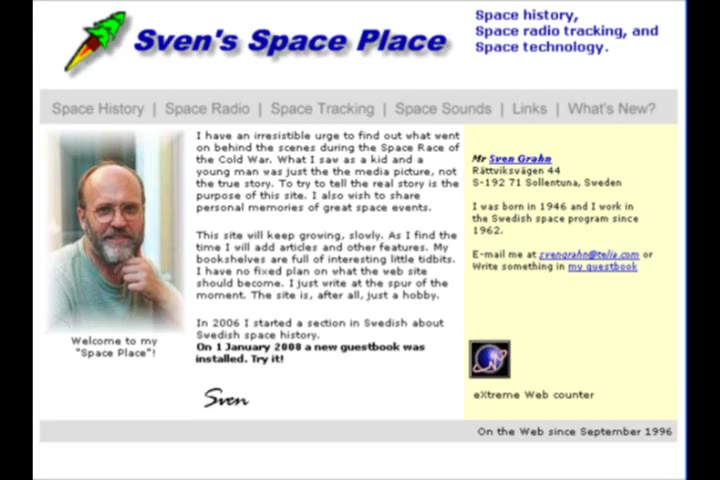 Sven's Space Place
Space history,
Space radio tracking, and
Space technology.
Space History | Space Radio | Space Tracking | Space Sounds | Links | What's New?
I have an irresistible urge to find out what went
on behind the scenes during the Space Race of
the Cold War. What I saw as a kid and a
young man was just the the media picture, not
the true story. To try to tell the real story is the
purpose of this site. I also wish to share
personal memories of great space events.
This site will keep growing, slowly. As I find the
time I will add articles and other features. My
bookshelves are full of interesting little tidbits.
I have no fixed plan on what the web site
should become. I just write at the spur of the
moment. The site is, after all, just a hobby.
In 2006 I started a section in Swedish about
Swedish space history.
On 1 January 2008 a new guestbook was
installed. Try it!
Sven
Welcome to my
"Space Place"!
Mr Sven Grahn
Rättviksvägen 44
S-192 71 Sollentuna, Sweden
I was born in 1946 and I work in
the Swedish space program since
1962.
E-mail me at svengrahn@telia.com or
Write something in my guestbook
eXtreme Web counter
On the Web since September 1996